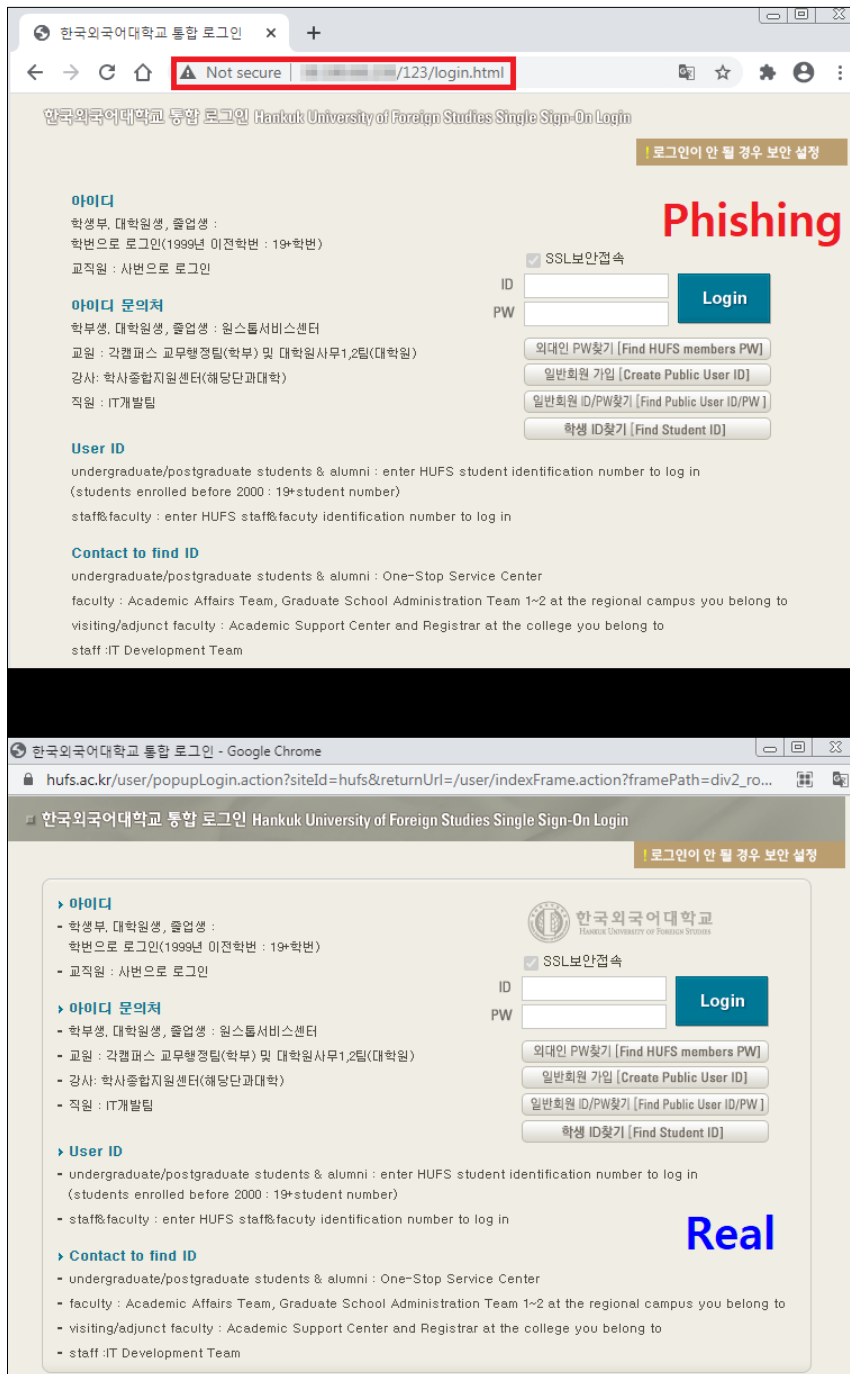 한국외국어대학교 통합 로그인
Not secure | /123/login.html
한국외국어대학교 통합 로그인 Hankuk University of Foreign Studies Single Sign-On Login
! 로그인이 안 될 경우 보안 설정
Phishing
아이디
학생부, 대학원생, 졸업생 :
학번으로 로그인(1999년 이전학번 : 19+학번)
교직원 : 사번으로 로그인
SSL보안접속
ID
PW
Login
아이디 문의처
학부생, 대학원생, 졸업생 : 원스톱서비스센터
교원 : 각캠퍼스 교무행정팀(학부) 및 대학원사무1,2팀(대학원)
강사: 학사종합지원센터(해당단과대학)
직원 : IT개발팀
외대인 PW찾기 [Find HUFS members PW]
일반회원 가입 [Create Public User ID]
일반회원 ID/PW찾기 [Find Public User ID/PW ]
학생 ID찾기 [Find Student ID]
User ID
undergraduate/postgraduate students & alumni : enter HUFS student identification number to log in
(students enrolled before 2000 : 19+student number)
staff&faculty : enter HUFS staff&facuty identification number to log in
Contact to find ID
undergraduate/postgraduate students & alumni : One-Stop Service Center
faculty : Academic Affairs Team, Graduate School Administration Team 1~2 at the regional campus you belong to
visiting/adjunct faculty : Academic Support Center and Registrar at the college you belong to
staff :IT Development Team
한국외국어대학교 통합 로그인 - Google Chrome
hufs.ac.kr/user/popupLogin.action?siteId=hufs&returnUrl=/user/indexFrame.action?framePath=div2_ro...
한국외국어대학교 통합 로그인 Hankuk University of Foreign Studies Single Sign-On Login
! 로그인이 안 될 경우 보안 설정
아이디
- 학생부, 대학원생, 졸업생 :
학번으로 로그인(1999년 이전학번 : 19+학번)
- 교직원 : 사번으로 로그인
한국외국어대학교
Hankuk University of Foreign Studies
SSL보안접속
ID
PW
Login
아이디 문의처
- 학부생, 대학원생, 졸업생 : 원스톱서비스센터
- 교원 : 각캠퍼스 교무행정팀(학부) 및 대학원사무1,2팀(대학원)
- 강사: 학사종합지원센터(해당단과대학)
- 직원 : IT개발팀
외대인 PW찾기 [Find HUFS members PW]
일반회원 가입 [Create Public User ID]
일반회원 ID/PW찾기 [Find Public User ID/PW ]
학생 ID찾기 [Find Student ID]
User ID
- undergraduate/postgraduate students & alumni : enter HUFS student identification number to log in
(students enrolled before 2000 : 19+student number)
- staff&faculty : enter HUFS staff&facuty identification number to log in
Real
Contact to find ID
- undergraduate/postgraduate students & alumni : One-Stop Service Center
- faculty : Academic Affairs Team, Graduate School Administration Team 1~2 at the regional campus you belong to
- visiting/adjunct faculty : Academic Support Center and Registrar at the college you belong to
- staff :IT Development Team